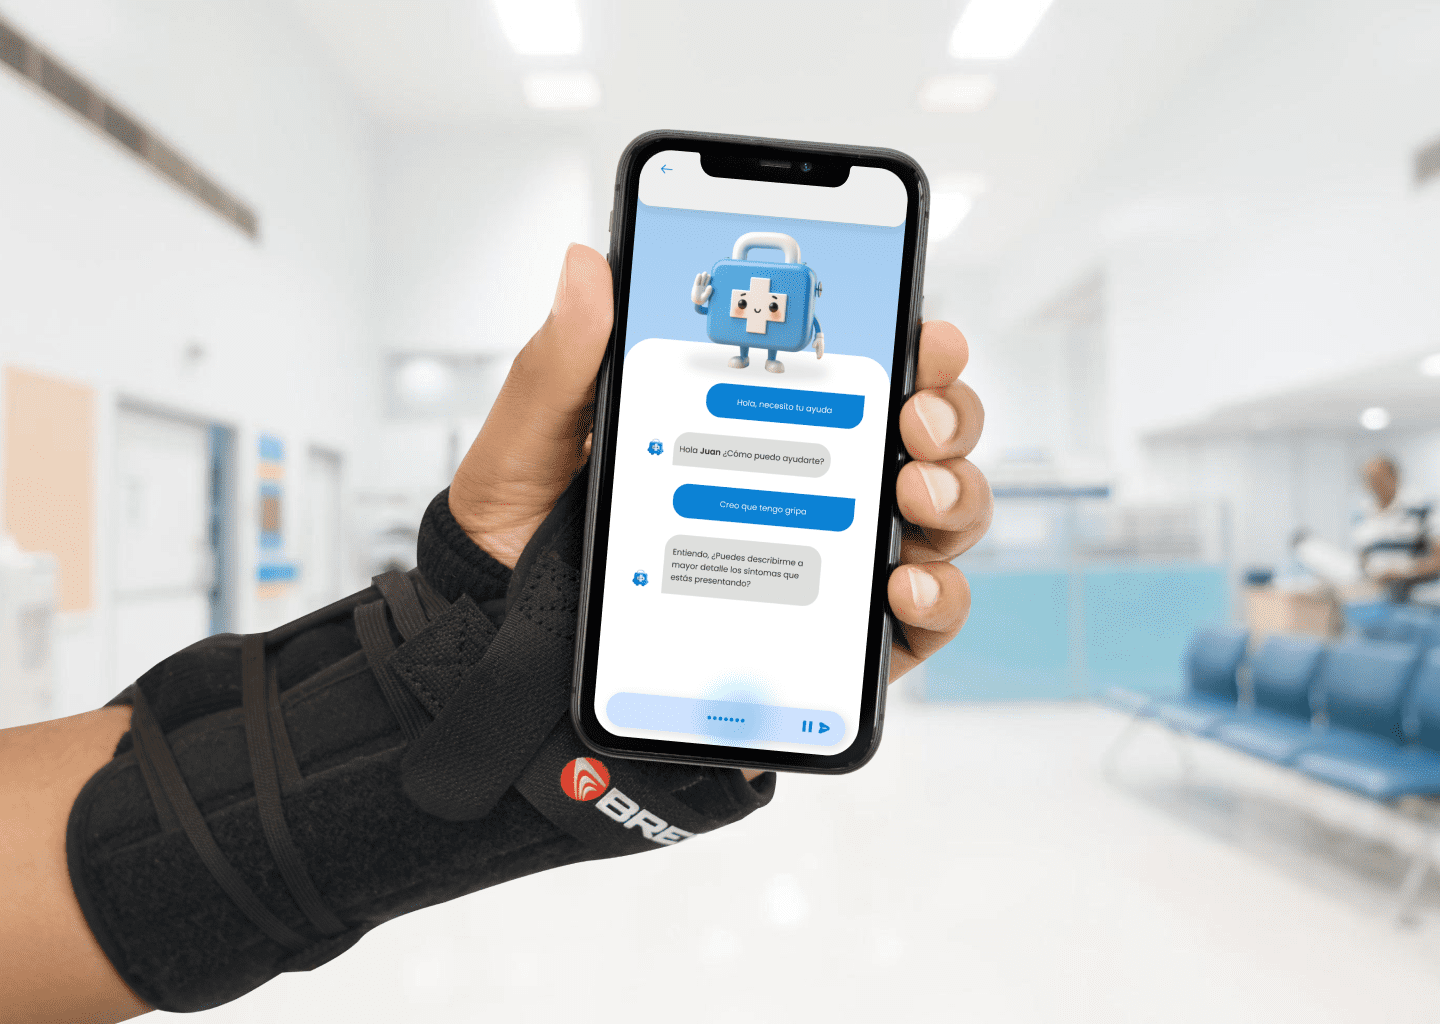 Hola, necesito tu ayuda
Hola Juan ¿Cómo puedo ayudarte?
Creo que tengo gripa
Entiendo, ¿Puedes describirme a
mayor detalle los síntomas que
estás presentando?
BRE